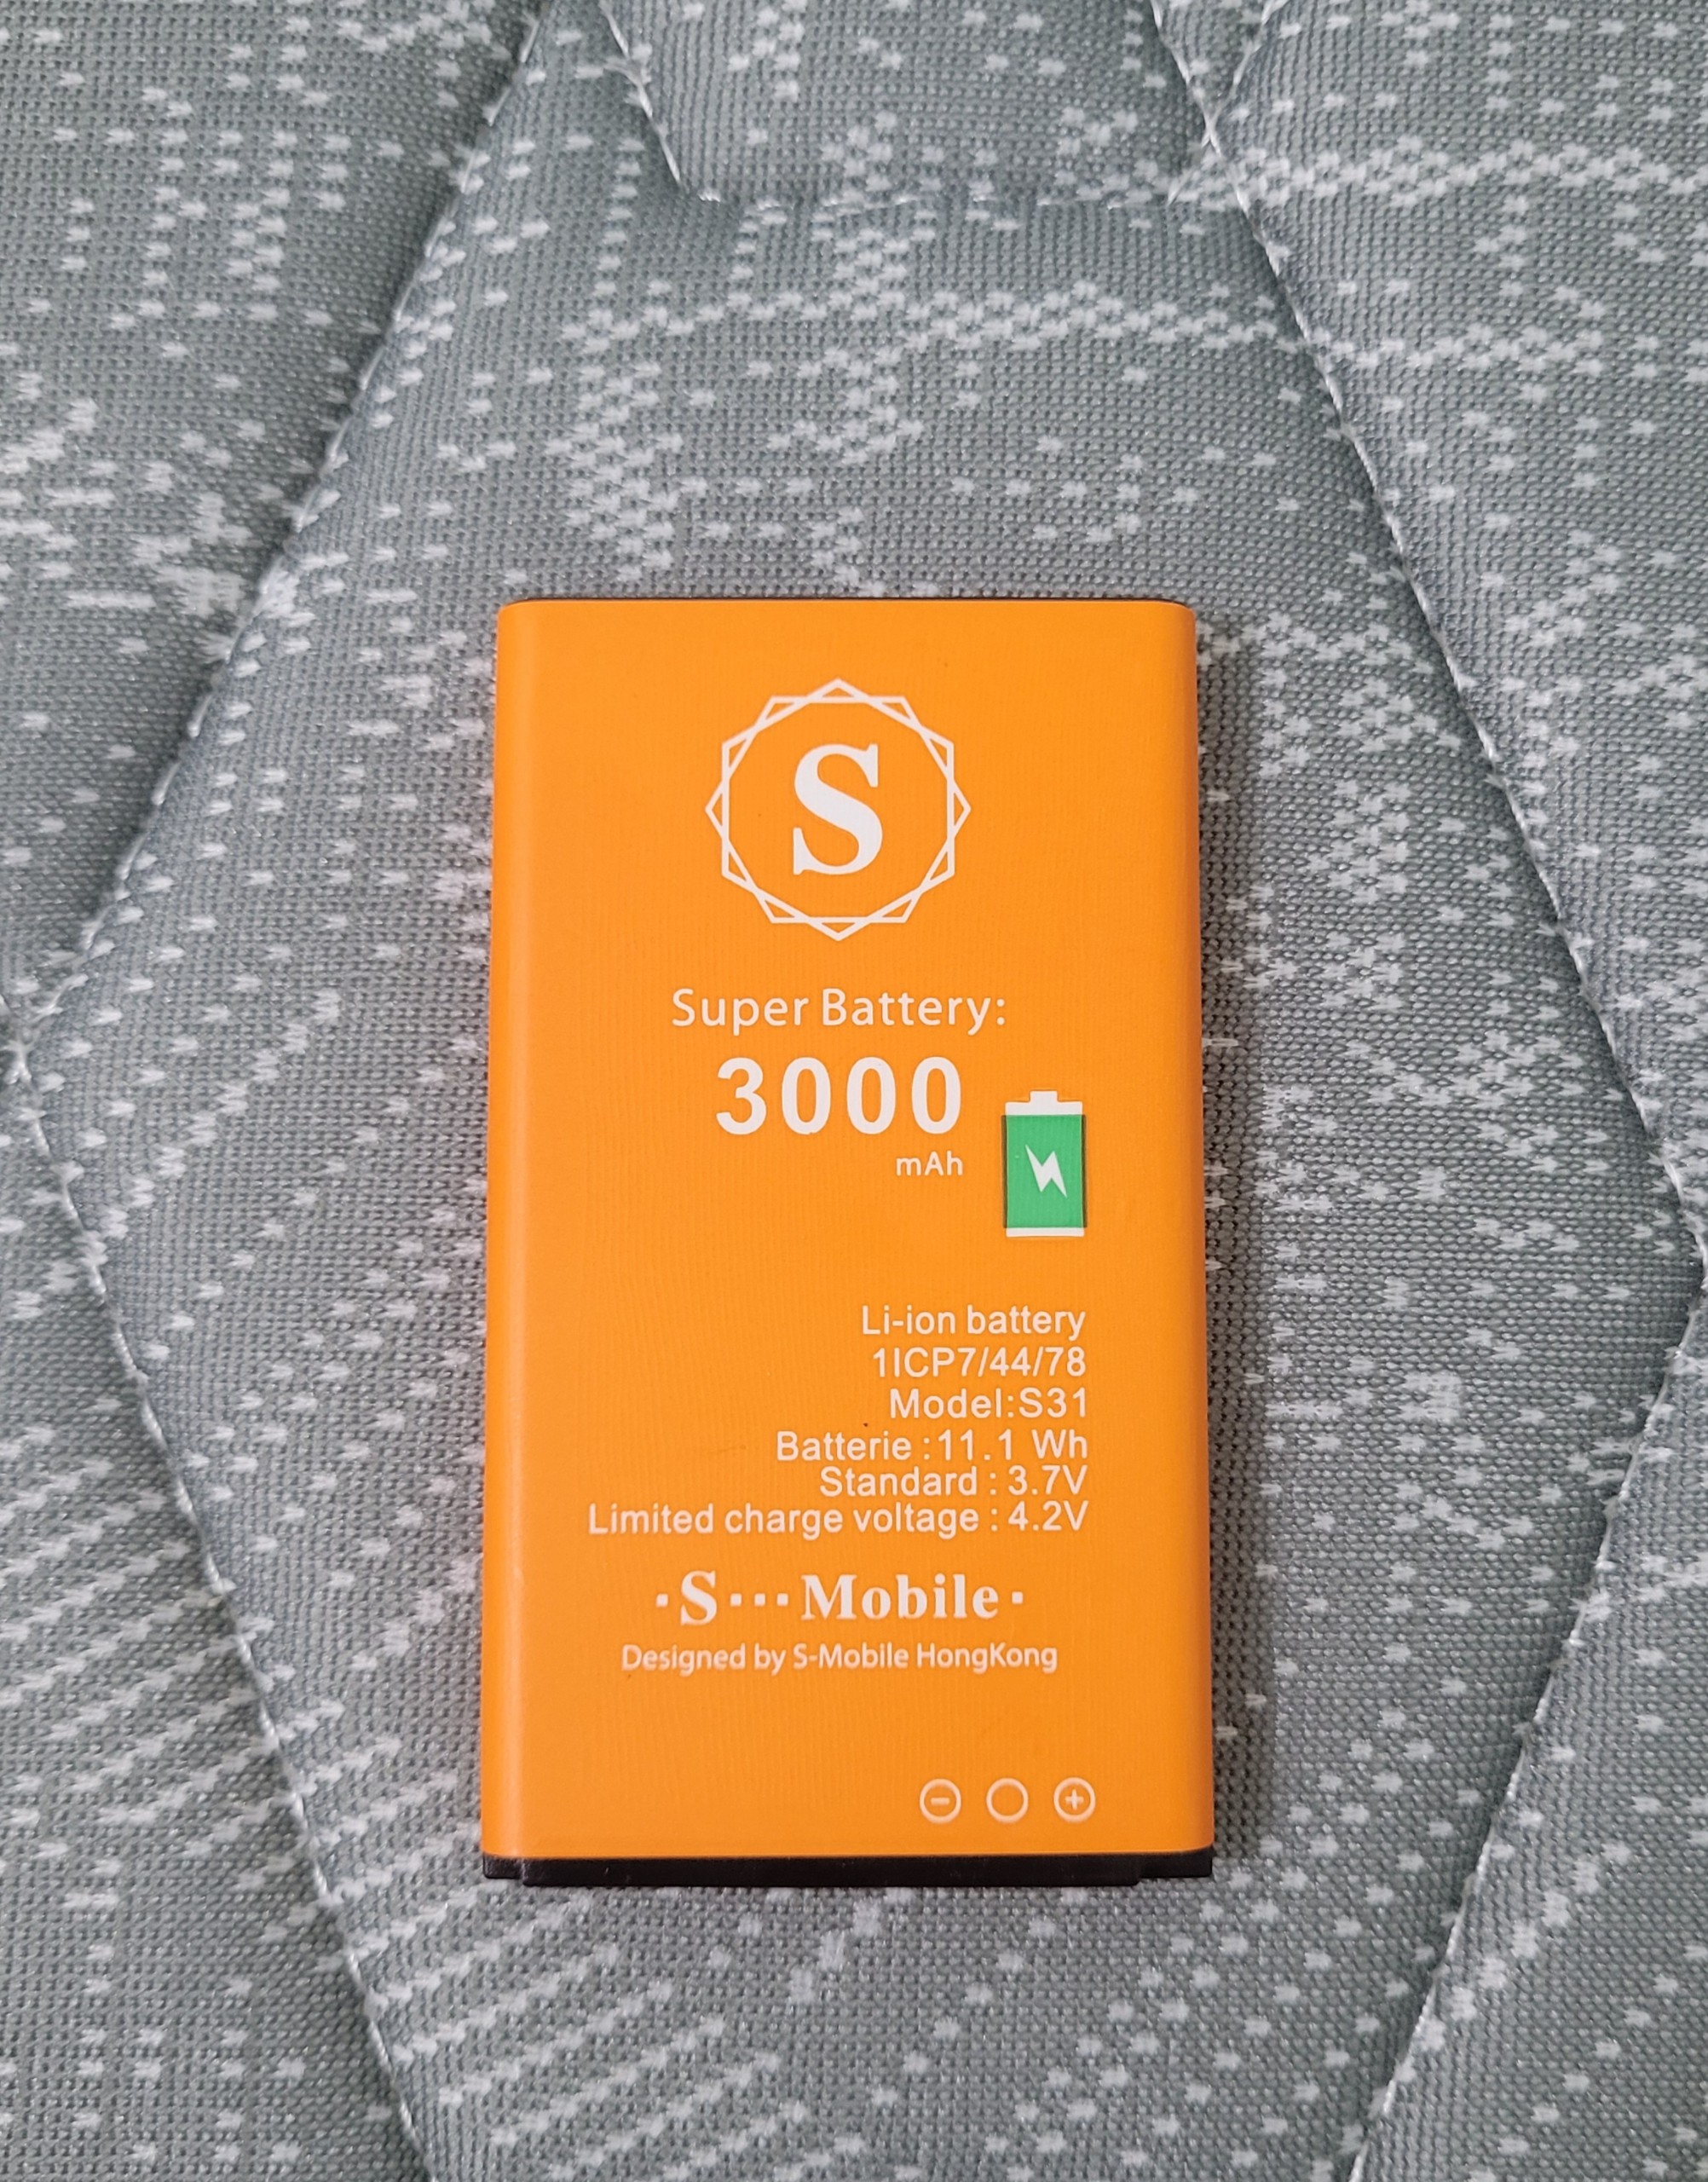 S
Super Battery:
3000
mAh
Li-ion battery
1ICP7/44/78
Model:S31
Batterie :11.1 Wh
Standard : 3.7V
Limited charge voltage : 4.2V
·S···Mobile·
Designed by S-Mobile HongKong